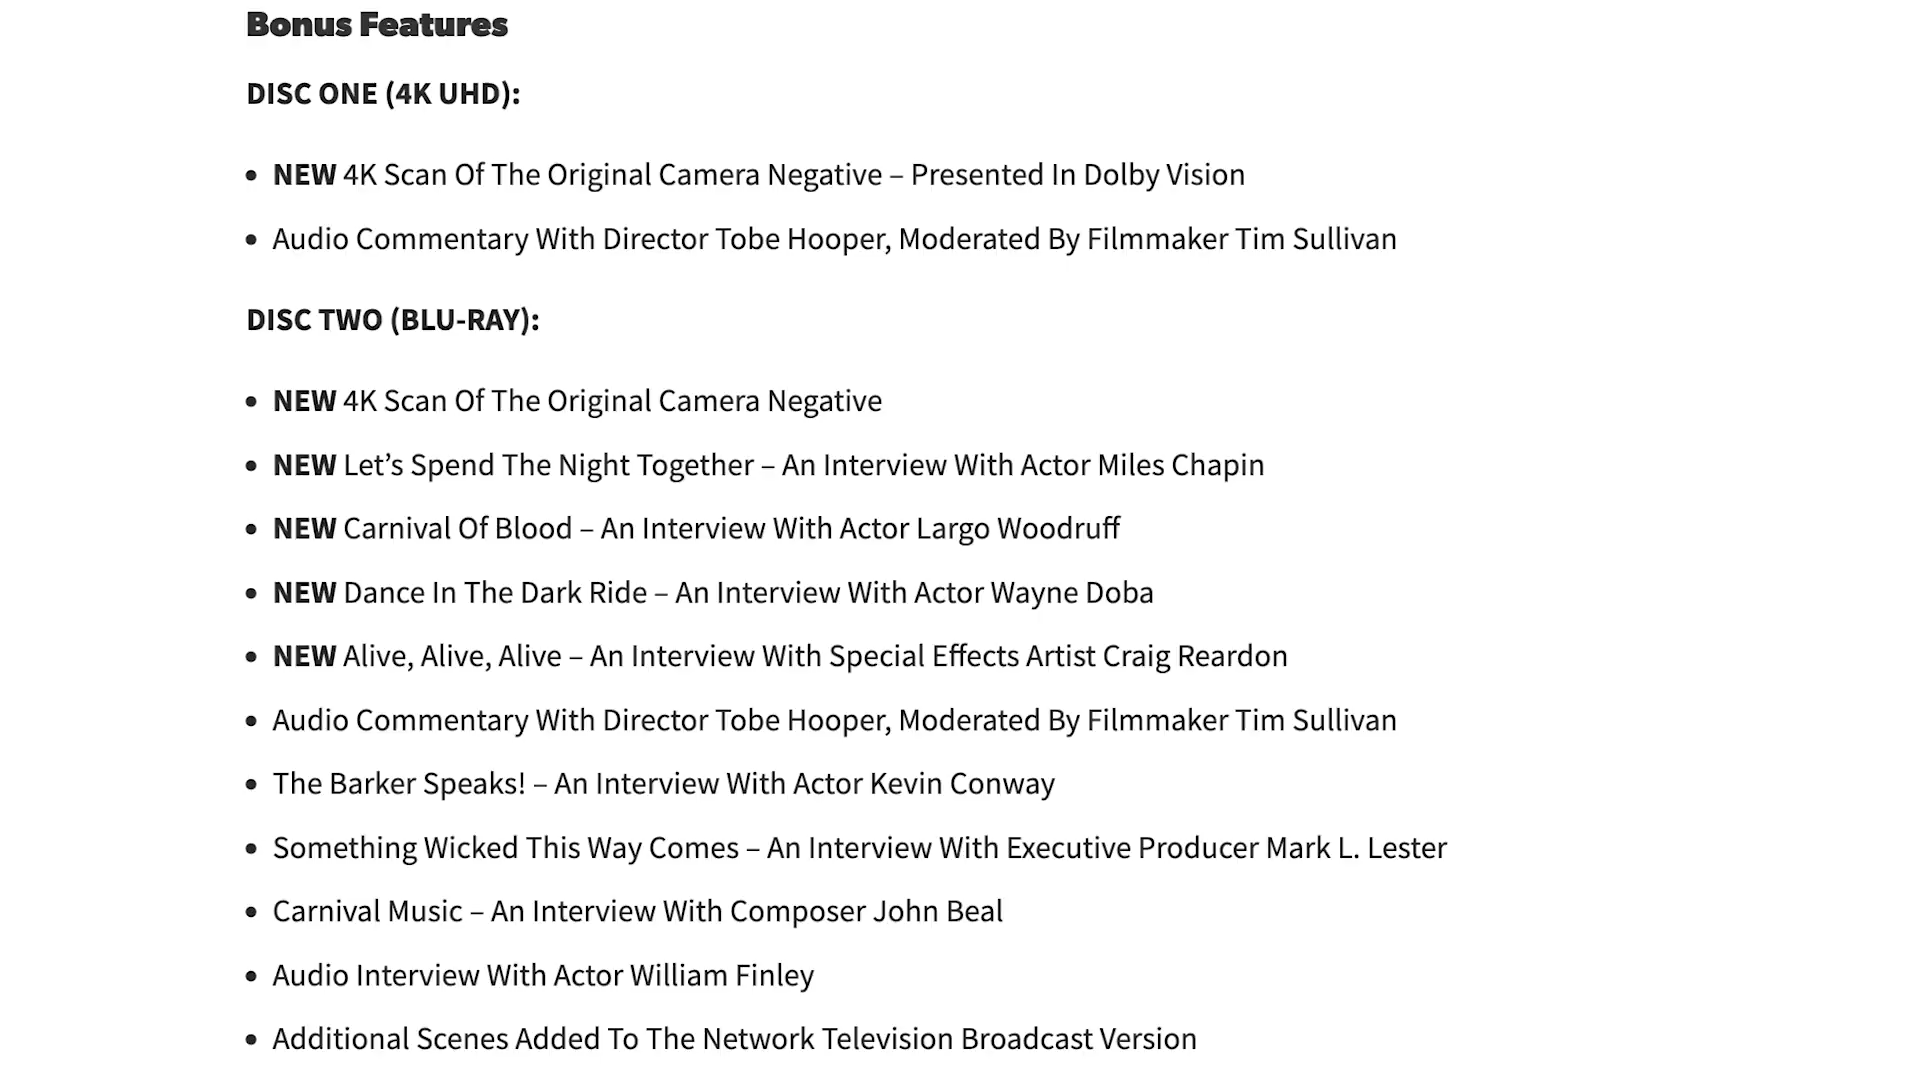 Bonus Features
DISC ONE (4K UHD):
• NEW 4K Scan Of The Original Camera Negative – Presented In Dolby Vision
• Audio Commentary With Director Tobe Hooper, Moderated By Filmmaker Tim Sullivan
DISC TWO (BLU-RAY):
• NEW 4K Scan Of The Original Camera Negative
• NEW Let’s Spend The Night Together – An Interview With Actor Miles Chapin
• NEW Carnival Of Blood – An Interview With Actor Largo Woodruff
• NEW Dance In The Dark Ride – An Interview With Actor Wayne Doba
• NEW Alive, Alive, Alive – An Interview With Special Effects Artist Craig Reardon
• Audio Commentary With Director Tobe Hooper, Moderated By Filmmaker Tim Sullivan
• The Barker Speaks! – An Interview With Actor Kevin Conway
• Something Wicked This Way Comes – An Interview With Executive Producer Mark L. Lester
• Carnival Music – An Interview With Composer John Beal
• Audio Interview With Actor William Finley
• Additional Scenes Added To The Network Television Broadcast Version